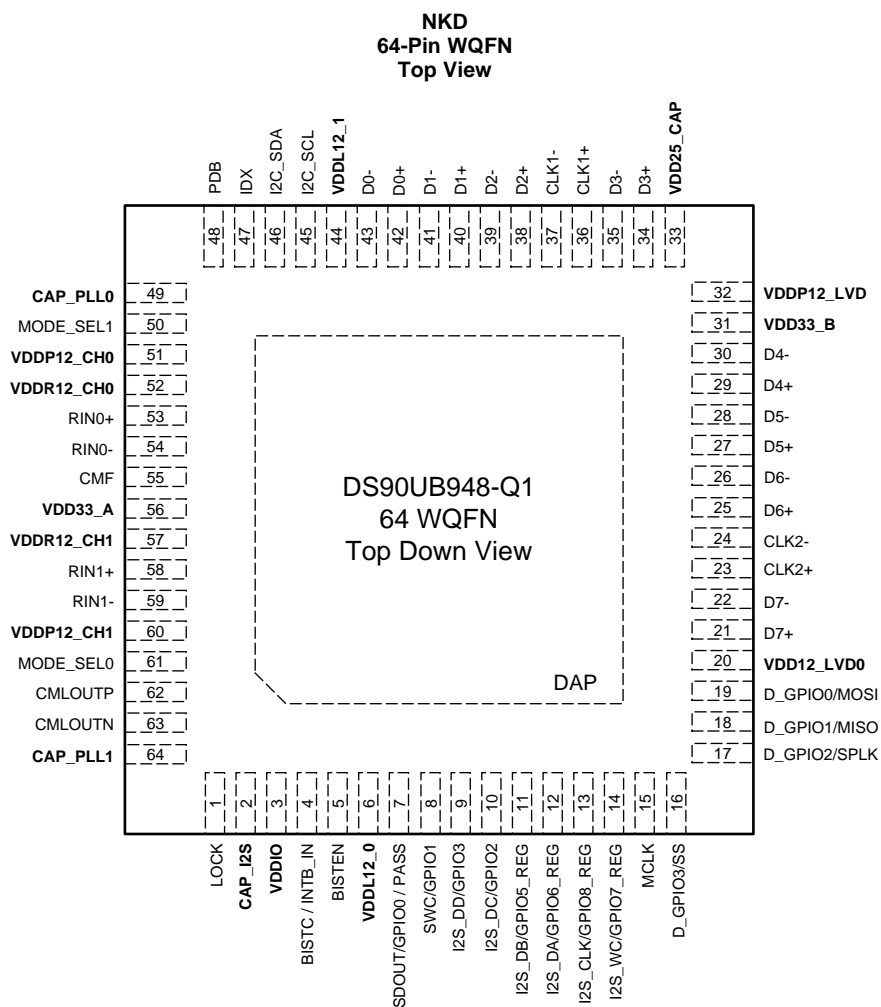 NKD
64-Pin WQFN
Top View
PDB
IDX
I2C_SDA
I2C_SCL
VDDL12_1
D0-
D0+
D1-
D1+
D2-
D2+
CLK1-
CLK1+
D3-
D3+
VDD25_CAP
48
47
46
45
44
43
42
41
40
39
38
37
36
35
34
33
CAP_PLL0 49
MODE_SEL1 50
VDDP12_CH0 51
VDDR12_CH0 52
RIN0+ 53
RIN0- 54
CMF 55
VDD33_A 56
VDDR12_CH1 57
RIN1+ 58
RIN1- 59
VDDP12_CH1 60
MODE_SEL0 61
CMLOUTP 62
CMLOUTN 63
CAP_PLL1 64
DS90UB948-Q1
64 WQFN
Top Down View
DAP
32 VDDP12_LVD
31 VDD33_B
30 D4-
29 D4+
28 D5-
27 D5+
26 D6-
25 D6+
24 CLK2-
23 CLK2+
22 D7-
21 D7+
20 VDD12_LVD0
19 D_GPIO0/MOSI
18 D_GPIO1/MISO
17 D_GPIO2/SPLK
1
2
3
4
5
6
7
8
9
10
11
12
13
14
15
16
LOCK
CAP_I2S
VDDIO
BISTC / INTB_IN
BISTEN
VDDL12_0
SDOUT/GPIO0 / PASS
SWC/GPIO1
I2S_DD/GPIO3
I2S_DC/GPIO2
I2S_DB/GPIO5_REG
I2S_DA/GPIO6_REG
I2S_CLK/GPIO8_REG
I2S_WC/GPIO7_REG
MCLK
D_GPIO3/SS